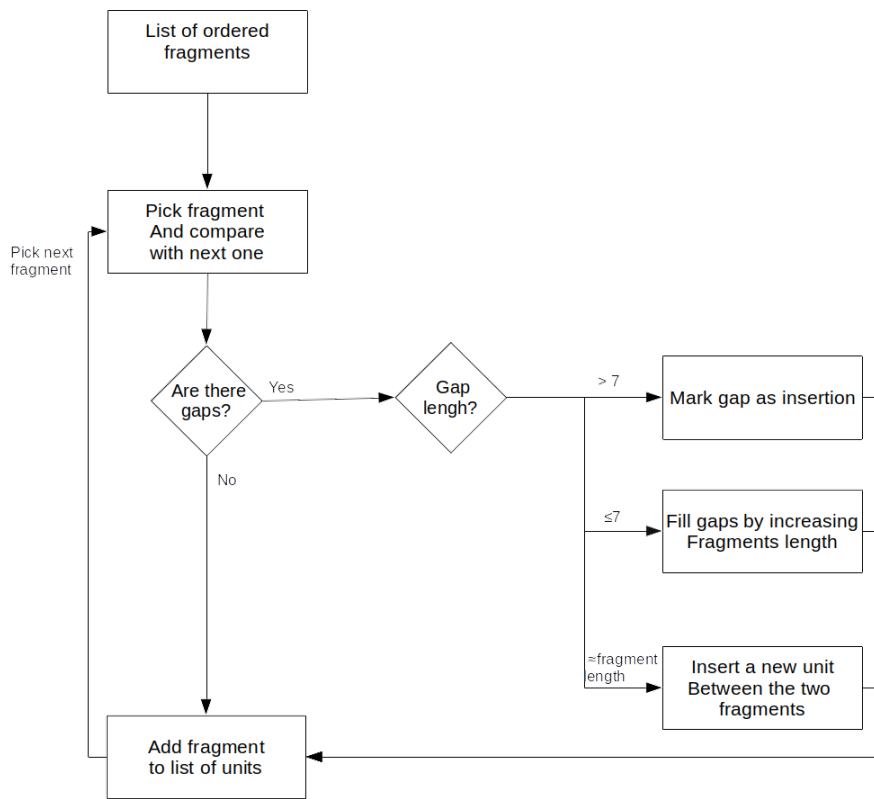 List of ordered
fragments
Pick fragment
And compare
with next one
Pick next
fragment
Are there
gaps?
Yes
Gap
lengh?
> 7
Mark gap as insertion
No
≤7
Fill gaps by increasing
Fragments length
≈fragment
length
Insert a new unit
Between the two
fragments
Add fragment
to list of units